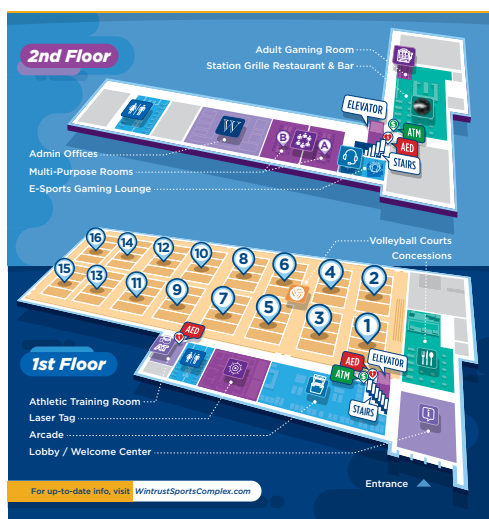 2nd Floor
Adult Gaming Room
Station Grille Restaurant & Bar
ELEVATOR
W
B
A
ATM
AED
STAIRS
Admin Offices
Multi-Purpose Rooms
E-Sports Gaming Lounge
Volleyball Courts
Concessions
16
14
12
10
8
6
4
2
15
13
11
9
7
5
3
1
AED
AED
ELEVATOR
ATM
STAIRS
AT
1st Floor
Athletic Training Room
Laser Tag
Arcade
Lobby / Welcome Center
Entrance
For up-to-date info, visit WintrustSportsComplex.com